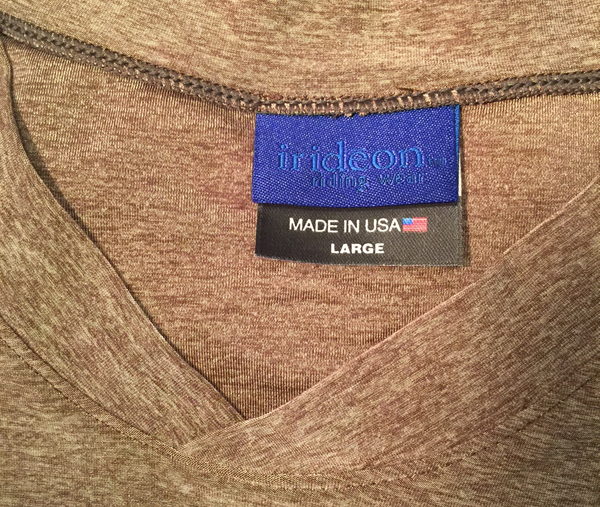 irideon
riding wear
MADE IN USA
LARGE